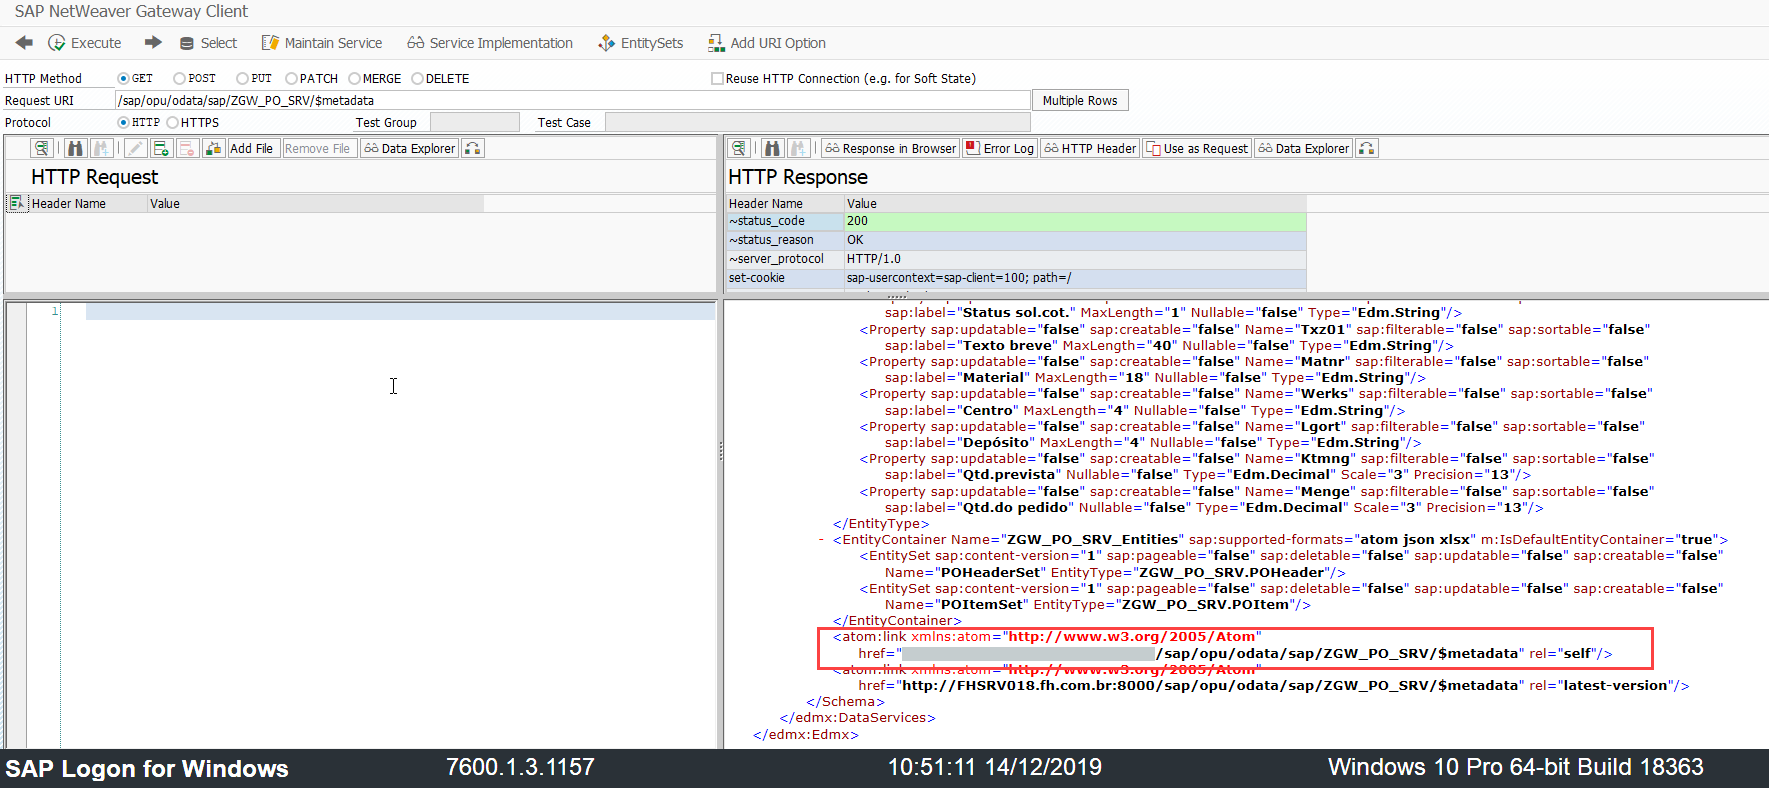 SAP NetWeaver Gateway Client
Execute Select Maintain Service Service Implementation EntitySets Add URI Option
HTTP Method GET POST PUT PATCH MERGE DELETE Reuse HTTP Connection (e.g. for Soft State)
Request URI /sap/opu/odata/sap/ZGW_PO_SRV/$metadata Multiple Rows
Protocol HTTP HTTPS Test Group Test Case
Add File Remove File Data Explorer
HTTP Request
Header Name Value
1
Response in Browser Error Log HTTP Header Use as Request Data Explorer
HTTP Response
Header Name Value
~status_code 200
~status_reason OK
~server_protocol HTTP/1.0
set-cookie sap-usercontext=sap-client=100; path=/
sap:label="Status sol.cot." MaxLength="1" Nullable="false" Type="Edm.String"/>
<Property sap:updatable="false" sap:creatable="false" Name="Txz01" sap:filterable="false" sap:sortable="false"
sap:label="Texto breve" MaxLength="40" Nullable="false" Type="Edm.String"/>
<Property sap:updatable="false" sap:creatable="false" Name="Matnr" sap:filterable="false" sap:sortable="false"
sap:label="Material" MaxLength="18" Nullable="false" Type="Edm.String"/>
<Property sap:updatable="false" sap:creatable="false" Name="Werks" sap:filterable="false" sap:sortable="false"
sap:label="Centro" MaxLength="4" Nullable="false" Type="Edm.String"/>
<Property sap:updatable="false" sap:creatable="false" Name="Lgort" sap:filterable="false" sap:sortable="false"
sap:label="Depósito" MaxLength="4" Nullable="false" Type="Edm.String"/>
<Property sap:updatable="false" sap:creatable="false" Name="Ktmng" sap:filterable="false" sap:sortable="false"
sap:label="Qtd.prevista" Nullable="false" Type="Edm.Decimal" Scale="3" Precision="13"/>
<Property sap:updatable="false" sap:creatable="false" Name="Menge" sap:filterable="false" sap:sortable="false"
sap:label="Qtd.do pedido" Nullable="false" Type="Edm.Decimal" Scale="3" Precision="13"/>
</EntityType>
- <EntityContainer Name="ZGW_PO_SRV_Entities" sap:supported-formats="atom json xlsx" m:IsDefaultEntityContainer="true">
<EntitySet sap:content-version="1" sap:pageable="false" sap:deletable="false" sap:updatable="false" sap:creatable="false"
Name="POHeaderSet" EntityType="ZGW_PO_SRV.POHeader"/>
<EntitySet sap:content-version="1" sap:pageable="false" sap:deletable="false" sap:updatable="false" sap:creatable="false"
Name="POItemSet" EntityType="ZGW_PO_SRV.POItem"/>
</EntityContainer>
<atom:link xmlns:atom="http://www.w3.org/2005/Atom"
href=" /sap/opu/odata/sap/ZGW_PO_SRV/$metadata" rel="self"/>
<atom:link xmlns:atom="http://www.w3.org/2005/Atom"
href="http://FHSRV018.fh.com.br:8000/sap/opu/odata/sap/ZGW_PO_SRV/$metadata" rel="latest-version"/>
</Schema>
</edmx:DataServices>
</edmx:Edmx>
SAP Logon for Windows 7600.1.3.1157 10:51:11 14/12/2019 Windows 10 Pro 64-bit Build 18363